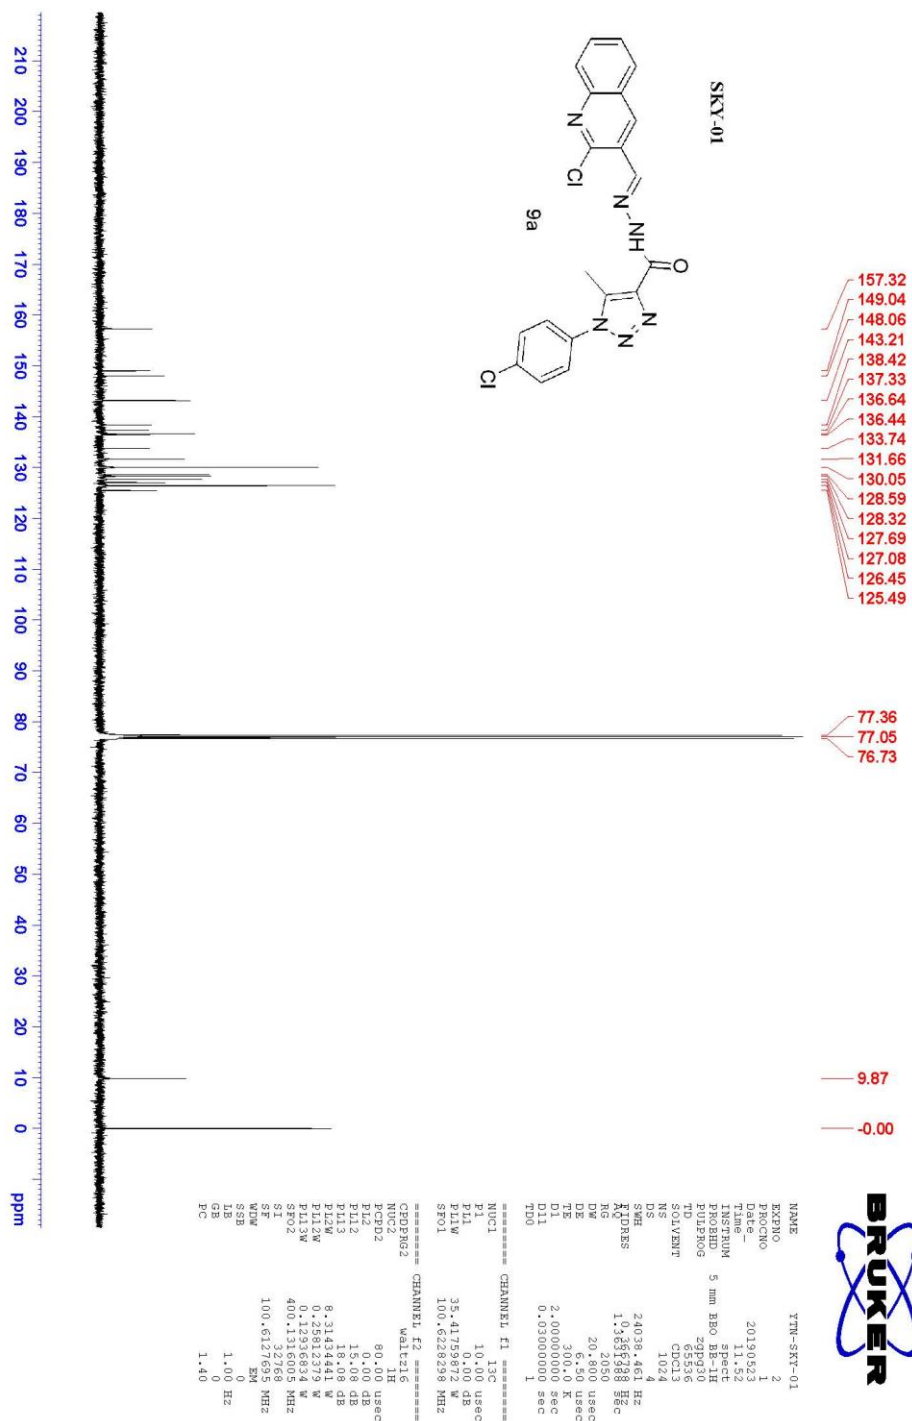 SKY-01
N
Cl
N
NH
O
N
N
N
Cl
9a
157.32
149.04
148.06
143.21
138.42
137.33
136.64
136.44
133.74
131.66
130.05
128.59
128.32
127.69
127.08
126.45
125.49
77.36
77.05
76.73
9.87
-0.00
210 200 190 180 170 160 150 140 130 120 110 100 90 80 70 60 50 40 30 20 10 0 ppm
BRUKER
NAME YTN-SKY-01
EXPNO 2
PROCNO 1
Date_ 20190523
Time 11.52
INSTRUM spect
PROBHD 5 mm BBO BB-1H
PULPROG zgpg30
TD 65536
SOLVENT CDCl3
NS 1024
DS 4
SWH 24038.461 Hz
FIDRES 0.366798 Hz
AQ 1.3631988 sec
RG 2050
DW 20.800 usec
DE 6.50 usec
TE 300.0 K
D1 2.00000000 sec
D11 0.03000000 sec
TD0 1
======== CHANNEL f1 ========
NUC1 13C
P1 10.00 usec
PL1 0.00 dB
PL1W 35.41759872 W
SFO1 100.6228298 MHz
======== CHANNEL f2 ========
CPDPRG2 waltz16
NUC2 1H
PCPD2 80.00 usec
PL2 0.00 dB
PL12 15.08 dB
PL13 18.08 dB
PL2W 8.31434441 W
PL12W 0.25812379 W
PL13W 0.12936834 W
SFO2 400.1316005 MHz
SI 32768
SF 100.6127695 MHz
WDW EM
SSB 0
LB 1.00 Hz
GB 0
PC 1.40